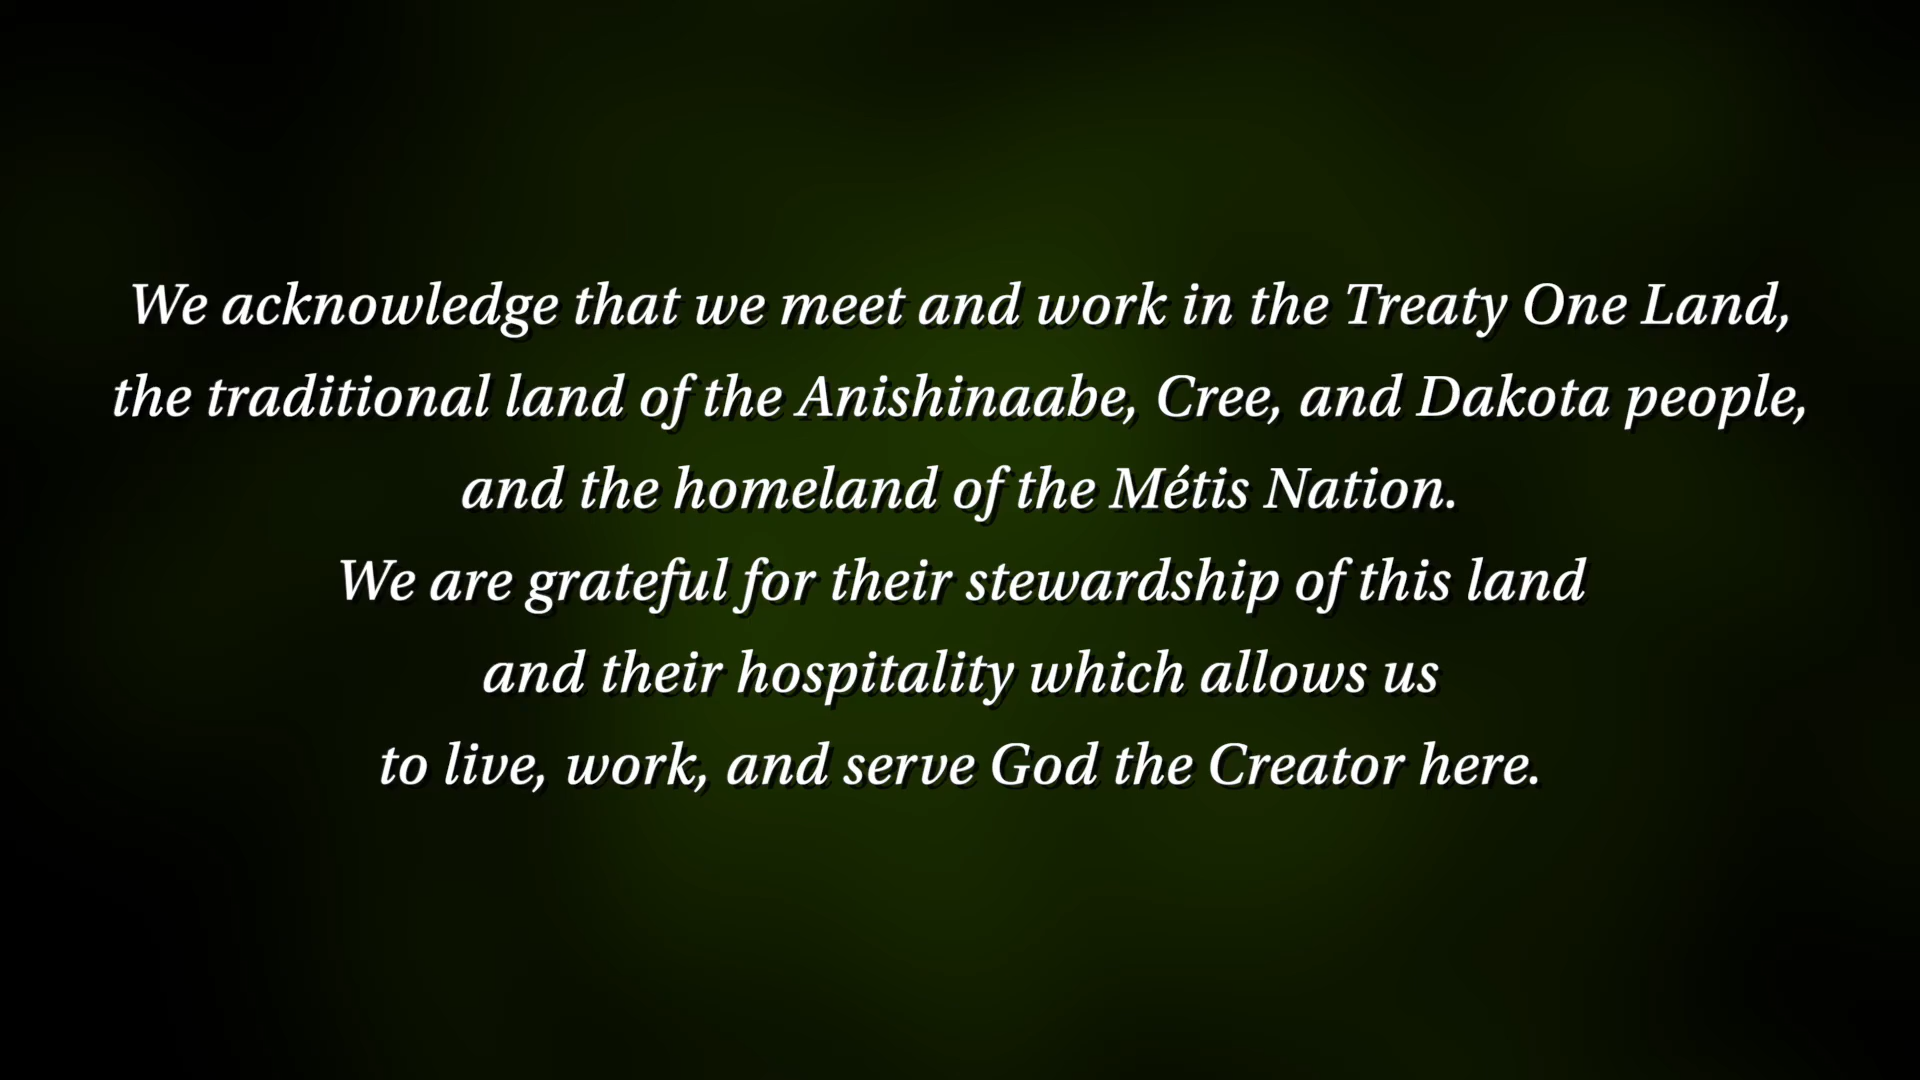 We acknowledge that we meet and work in the Treaty One Land,
the traditional land of the Anishinaabe, Cree, and Dakota people,
and the homeland of the Métis Nation.
We are grateful for their stewardship of this land
and their hospitality which allows us
to live, work, and serve God the Creator here.